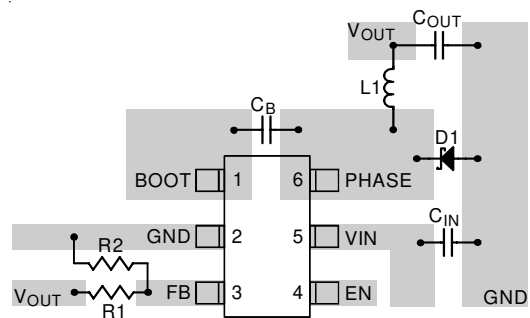 COUT
VOUT
L1
CB
D1
BOOT 1 6 PHASE
CIN
GND 2 5 VIN
R2
VOUT FB 3 4 EN GND
R1